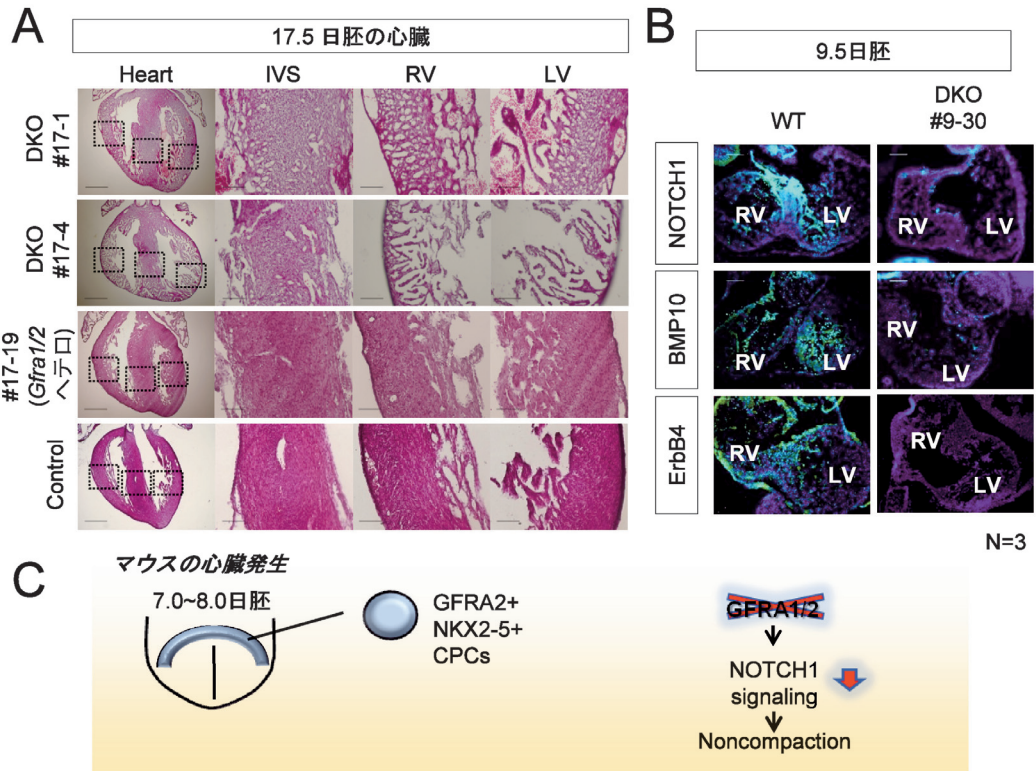 A
17.5 日胚の心臓
Heart
IVS
RV
LV
DKO
#17-1
DKO
#17-4
#17-19
(Gfra1/2
ヘテロ)
Control
B
9.5日胚
WT
DKO
#9-30
NOTCH1
RV
LV
RV
LV
BMP10
RV
LV
RV
LV
ErbB4
RV
LV
RV
LV
N=3
C
マウスの心臓発生
7.0~8.0日胚
GFRA2+
NKX2-5+
CPCs
GFRA1/2
NOTCH1
signaling
Noncompaction